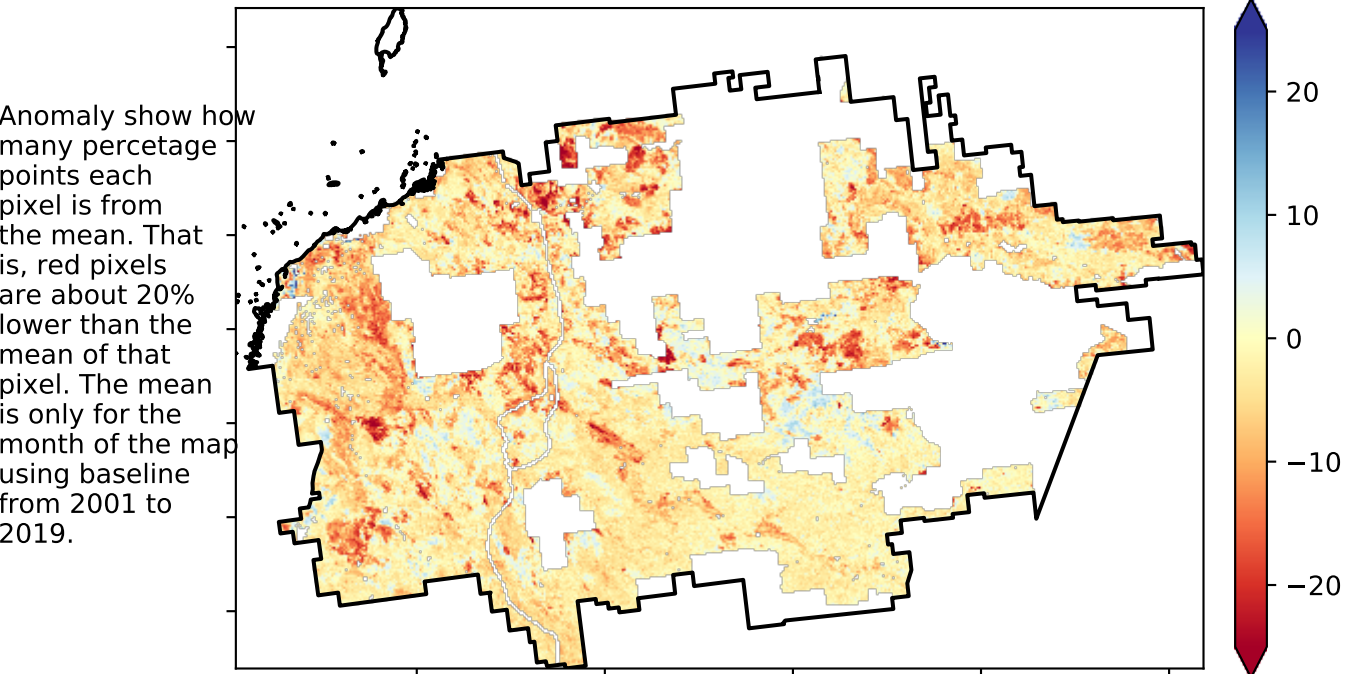 Anomaly show how
many percetage
points each
pixel is from
the mean. That
is, red pixels
are about 20%
lower than the
mean of that
pixel. The mean
is only for the
month of the map
using baseline
from 2001 to
2019.
20
10
0
−10
−20